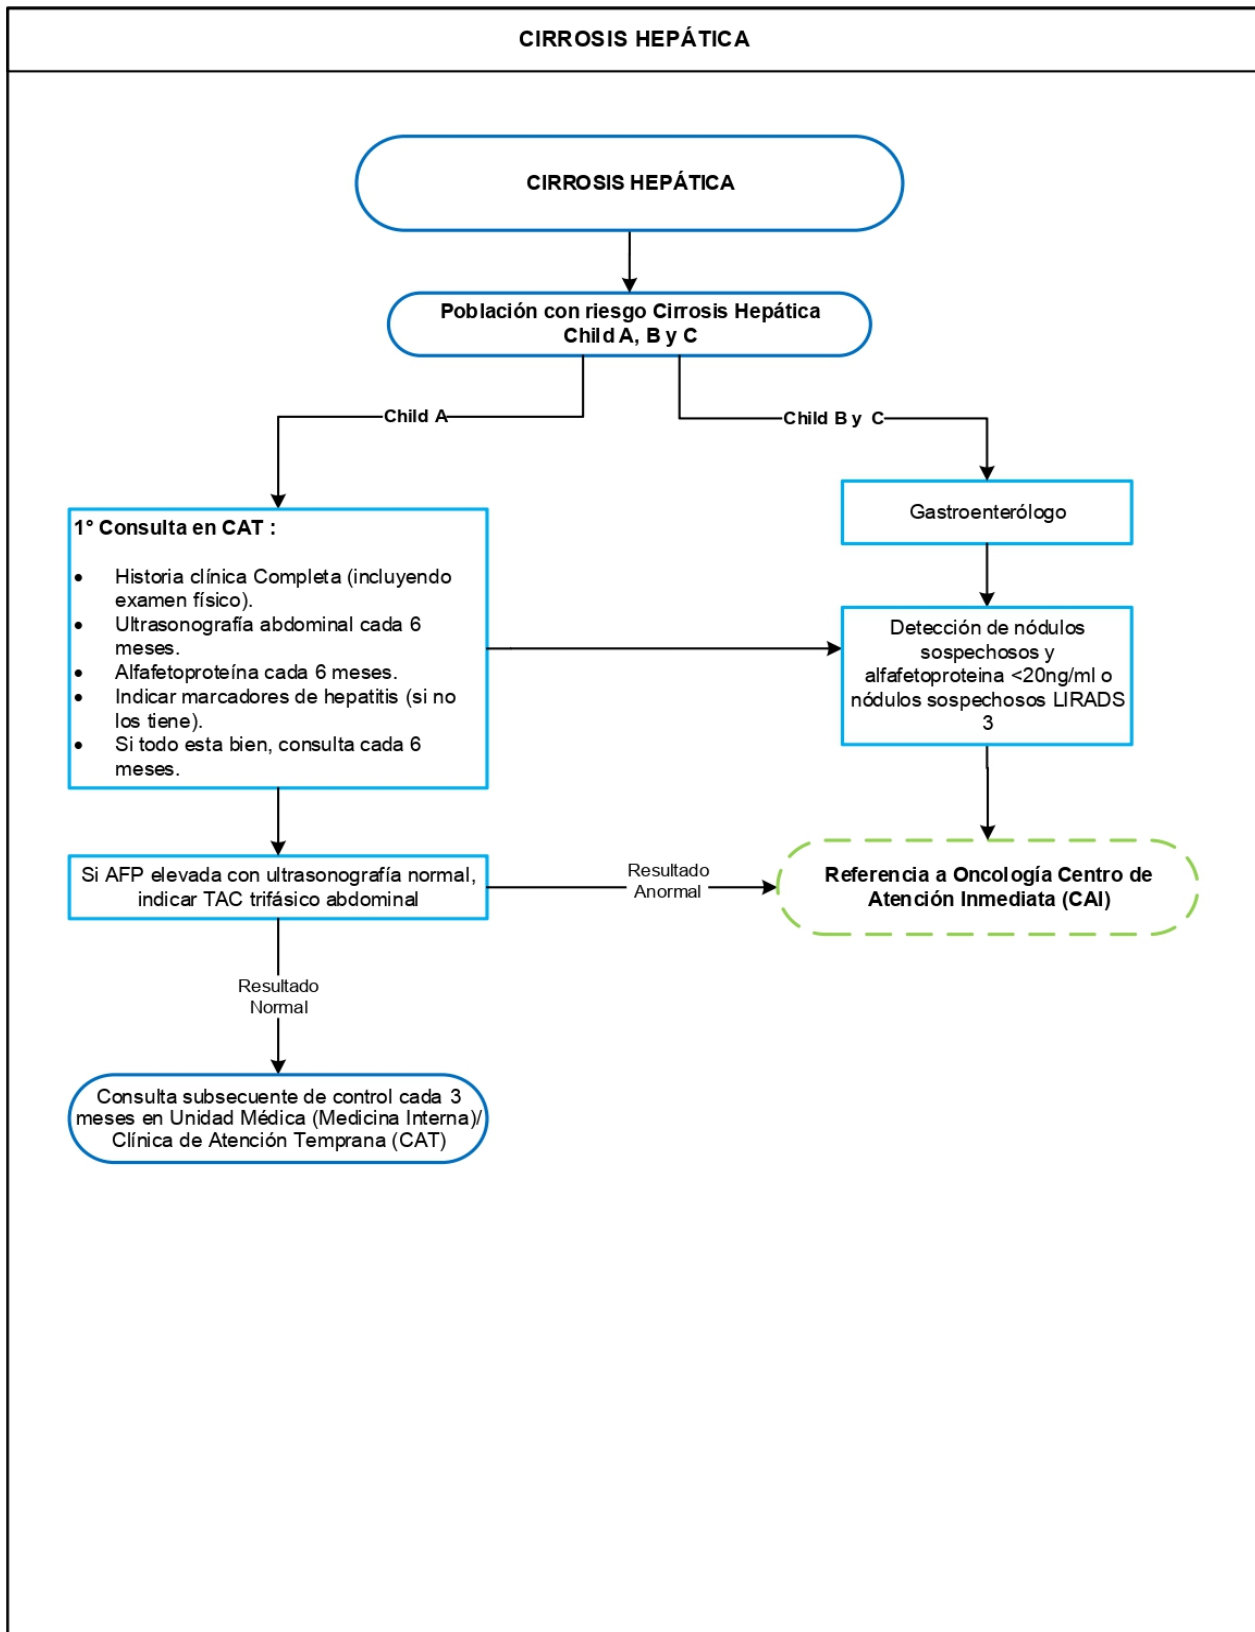 CIRROSIS HEPÁTICA
CIRROSIS HEPÁTICA
Población con riesgo Cirrosis Hepática
Child A, B y C
Child A
Child B y C
1° Consulta en CAT :
• Historia clínica Completa (incluyendo
examen físico).
• Ultrasonografía abdominal cada 6
meses.
• Alfafetoproteína cada 6 meses.
• Indicar marcadores de hepatitis (si no
los tiene).
• Si todo esta bien, consulta cada 6
meses.
Gastroenterólogo
Detección de nódulos
sospechosos y
alfafetoproteina <20ng/ml o
nódulos sospechosos LIRADS
3
Si AFP elevada con ultrasonografía normal,
indicar TAC trifásico abdominal
Resultado
Anormal
Referencia a Oncología Centro de
Atención Inmediata (CAI)
Resultado
Normal
Consulta subsecuente de control cada 3
meses en Unidad Médica (Medicina Interna)/
Clínica de Atención Temprana (CAT)